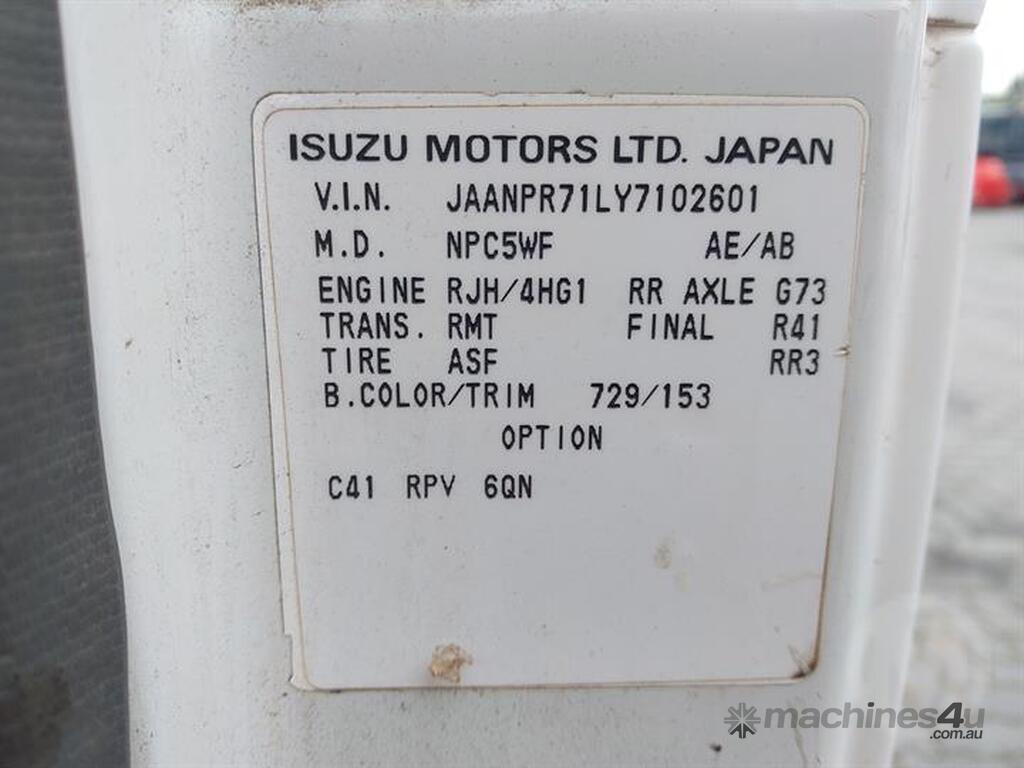 ISUZU MOTORS LTD. JAPAN
V.I.N. JAANPR71LY7102601
M.D. NPC5WF AE/AB
ENGINE RJH/4HG1 RR AXLE G73
TRANS. RMT FINAL R41
TIRE ASF RR3
B.COLOR/TRIM 729/153
OPTION
C41 RPV 6QN
machines4u
.com.au